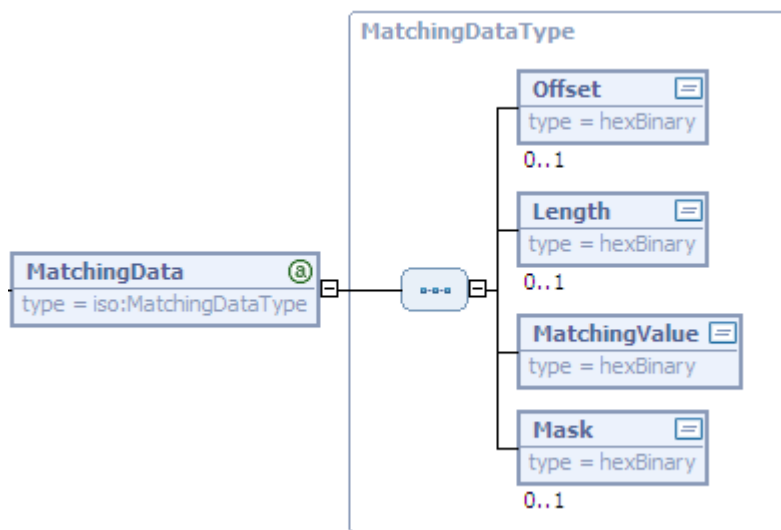 MatchingDataType
Offset
type = hexBinary
0..1
Length
type = hexBinary
0..1
MatchingData
type = iso:MatchingDataType
MatchingValue
type = hexBinary
Mask
type = hexBinary
0..1